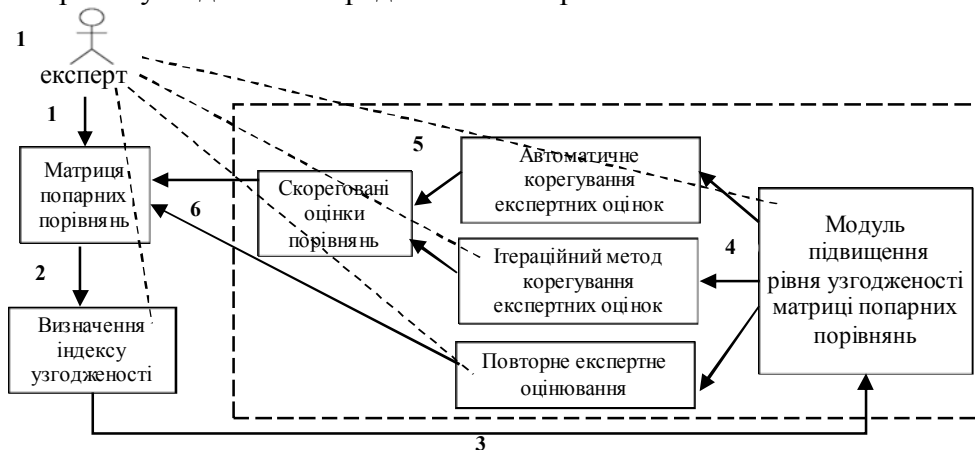 1
експерт
1
5
Матриця
попарних
порівнянь
Скореговані
оцінки
порівнянь
Автоматичне
корегування
експертних оцінок
6
Ітераційний метод
корегування
експертних оцінок
4
Модуль
підвищення
рівня узгодженості
матриці попарних
порівнянь
2
Визначення
індексу
узгодженості
Повторне експертне
оцінювання
3